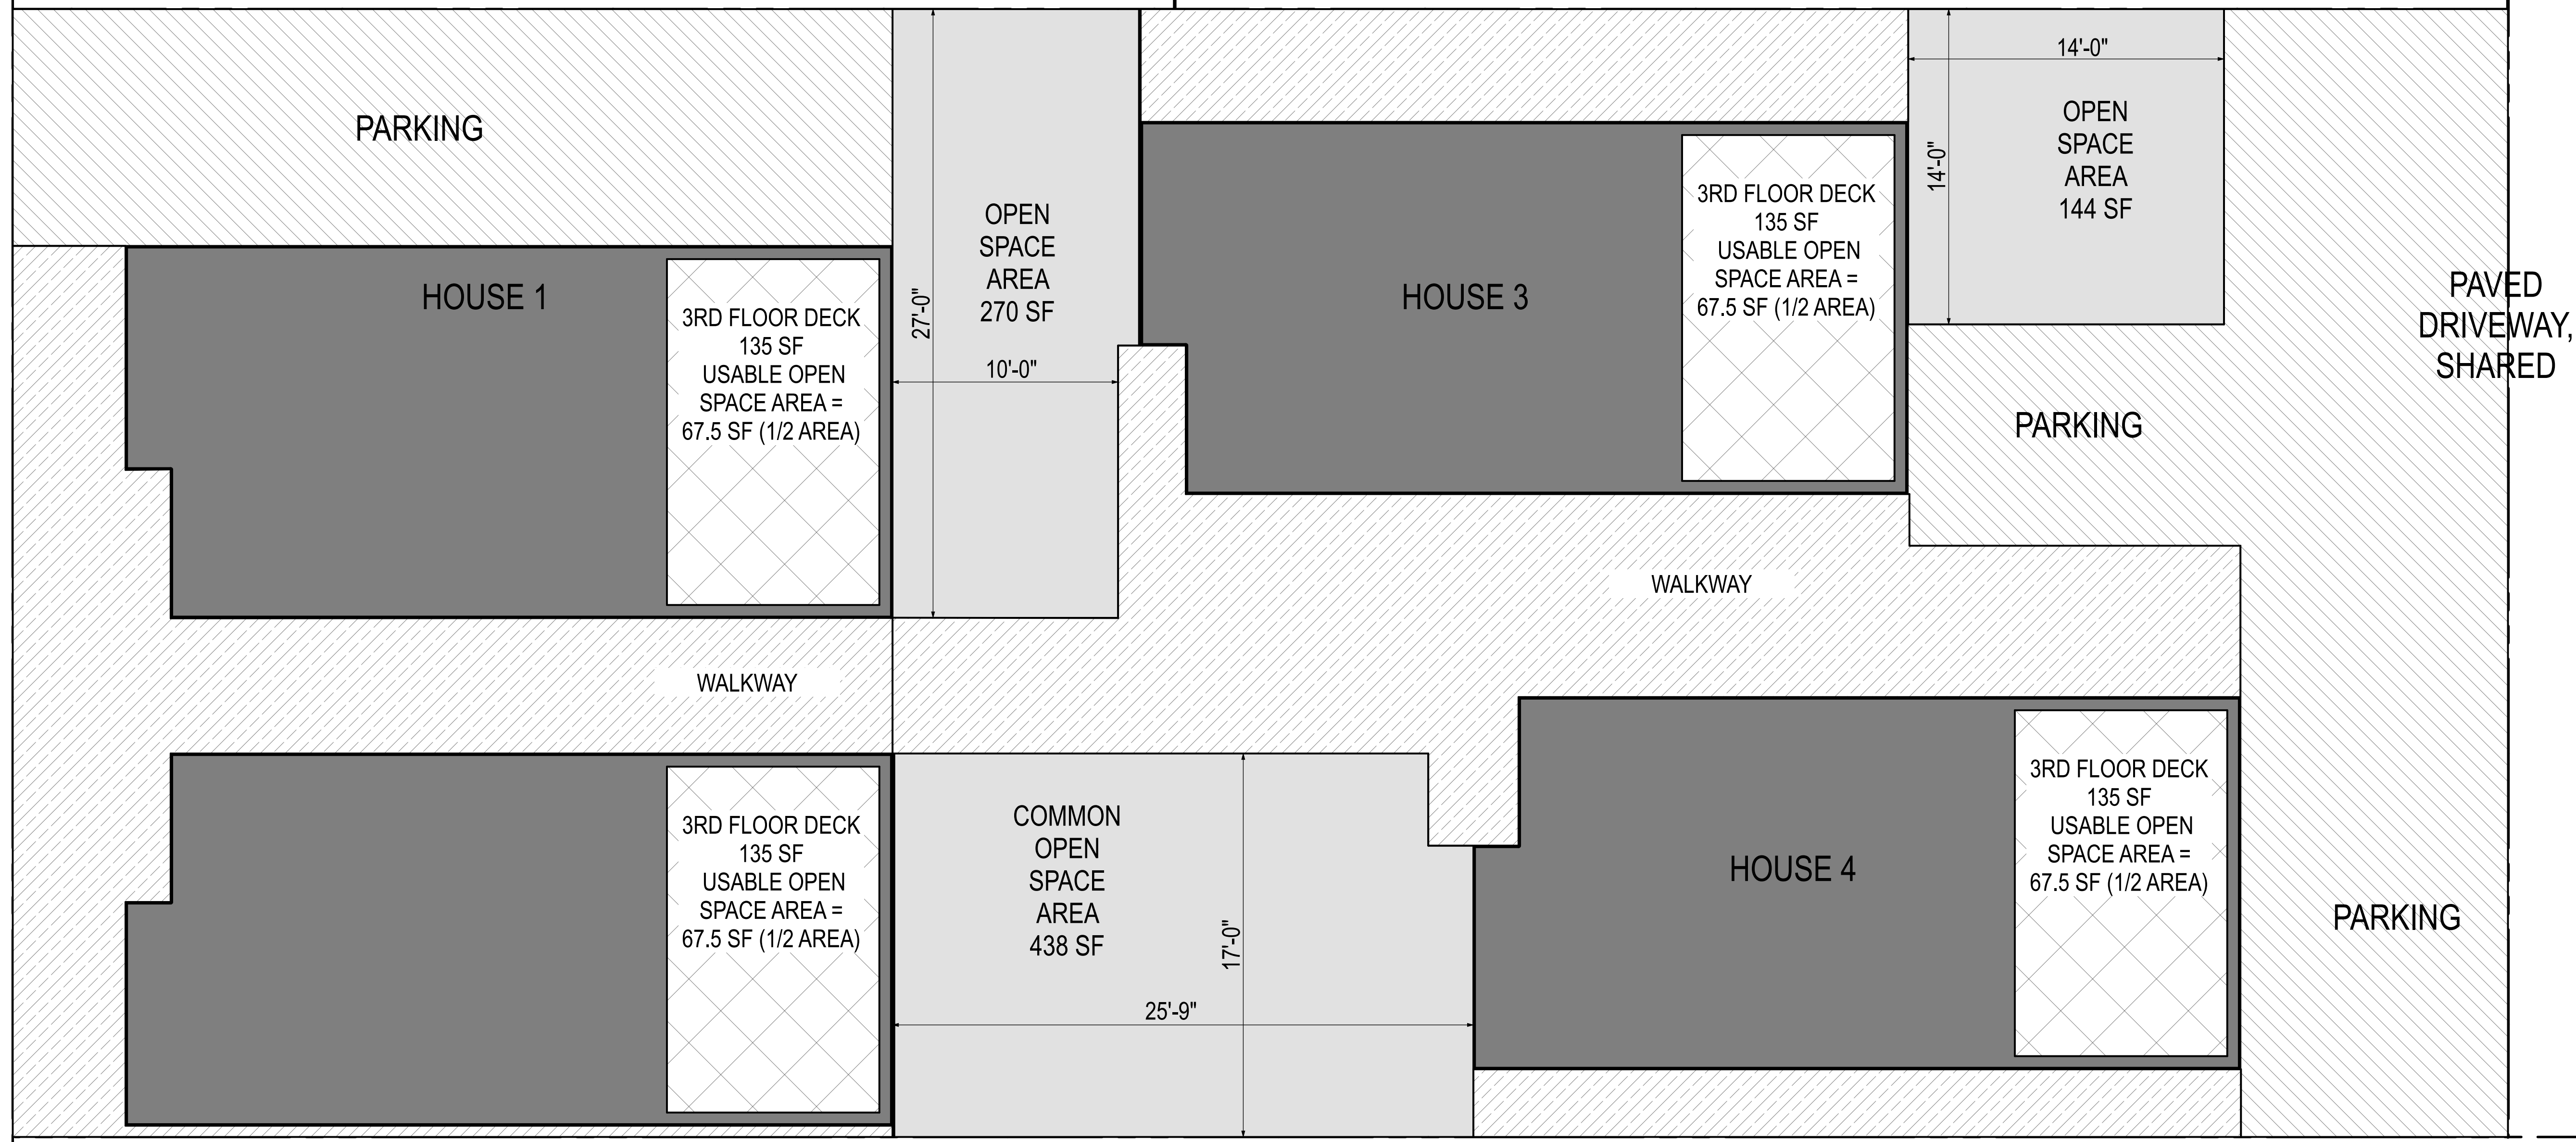 PARKING
HOUSE 1
3RD FLOOR DECK
135 SF
USABLE OPEN
SPACE AREA =
67.5 SF (1/2 AREA)
27'-0"
OPEN
SPACE
AREA
270 SF
10'-0"
HOUSE 3
3RD FLOOR DECK
135 SF
USABLE OPEN
SPACE AREA =
67.5 SF (1/2 AREA)
14'-0"
14'-0"
OPEN
SPACE
AREA
144 SF
PAVED
DRIVEWAY,
SHARED
PARKING
WALKWAY
WALKWAY
3RD FLOOR DECK
135 SF
USABLE OPEN
SPACE AREA =
67.5 SF (1/2 AREA)
COMMON
OPEN
SPACE
AREA
438 SF
17'-0"
25'-9"
HOUSE 4
3RD FLOOR DECK
135 SF
USABLE OPEN
SPACE AREA =
67.5 SF (1/2 AREA)
PARKING